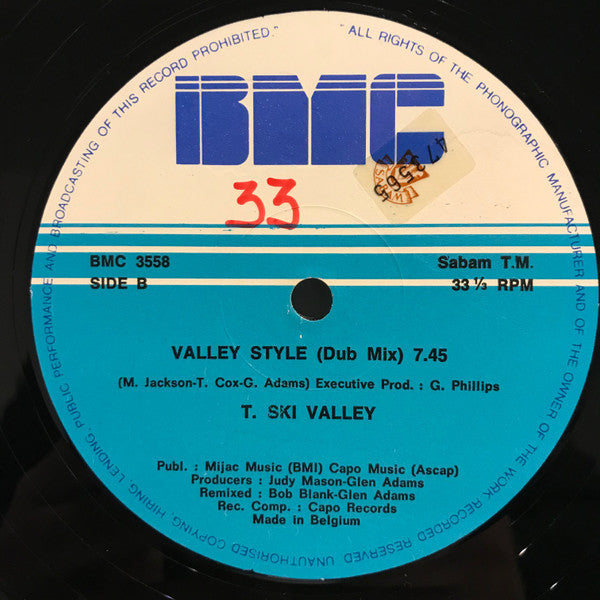 "ALL RIGHTS OF THE PHONOGRAPHIC MANUFACTURER AND OF THE OWNER OF THE WORK RECORDED RESERVED. UNAUTHORISED COPYING, HIRING, LENDING, PUBLIC PERFORMANCE AND BROADCASTING OF THIS RECORD PROHIBITED."
BMC
473565
33
BMC 3558
Sabam T.M.
SIDE B
33 ⅓ RPM
VALLEY STYLE (Dub Mix) 7.45
(M. Jackson-T. Cox-G. Adams) Executive Prod. : G. Phillips
T. SKI VALLEY
Publ. : Mijac Music (BMI) Capo Music (Ascap)
Producers : Judy Mason-Glen Adams
Remixed : Bob Blank-Glen Adams
Rec. Comp. : Capo Records
Made in Belgium